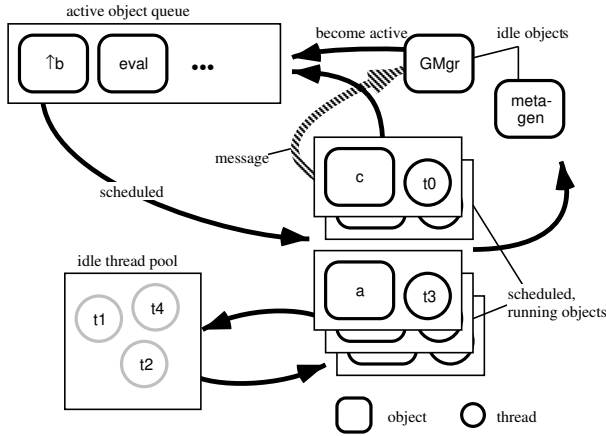 active object queue
↑b
eval
•••
become active
GMgr
idle objects
meta-
gen
message
c
t0
scheduled
idle thread pool
t1
t4
t2
a
t3
scheduled,
running objects
object
thread